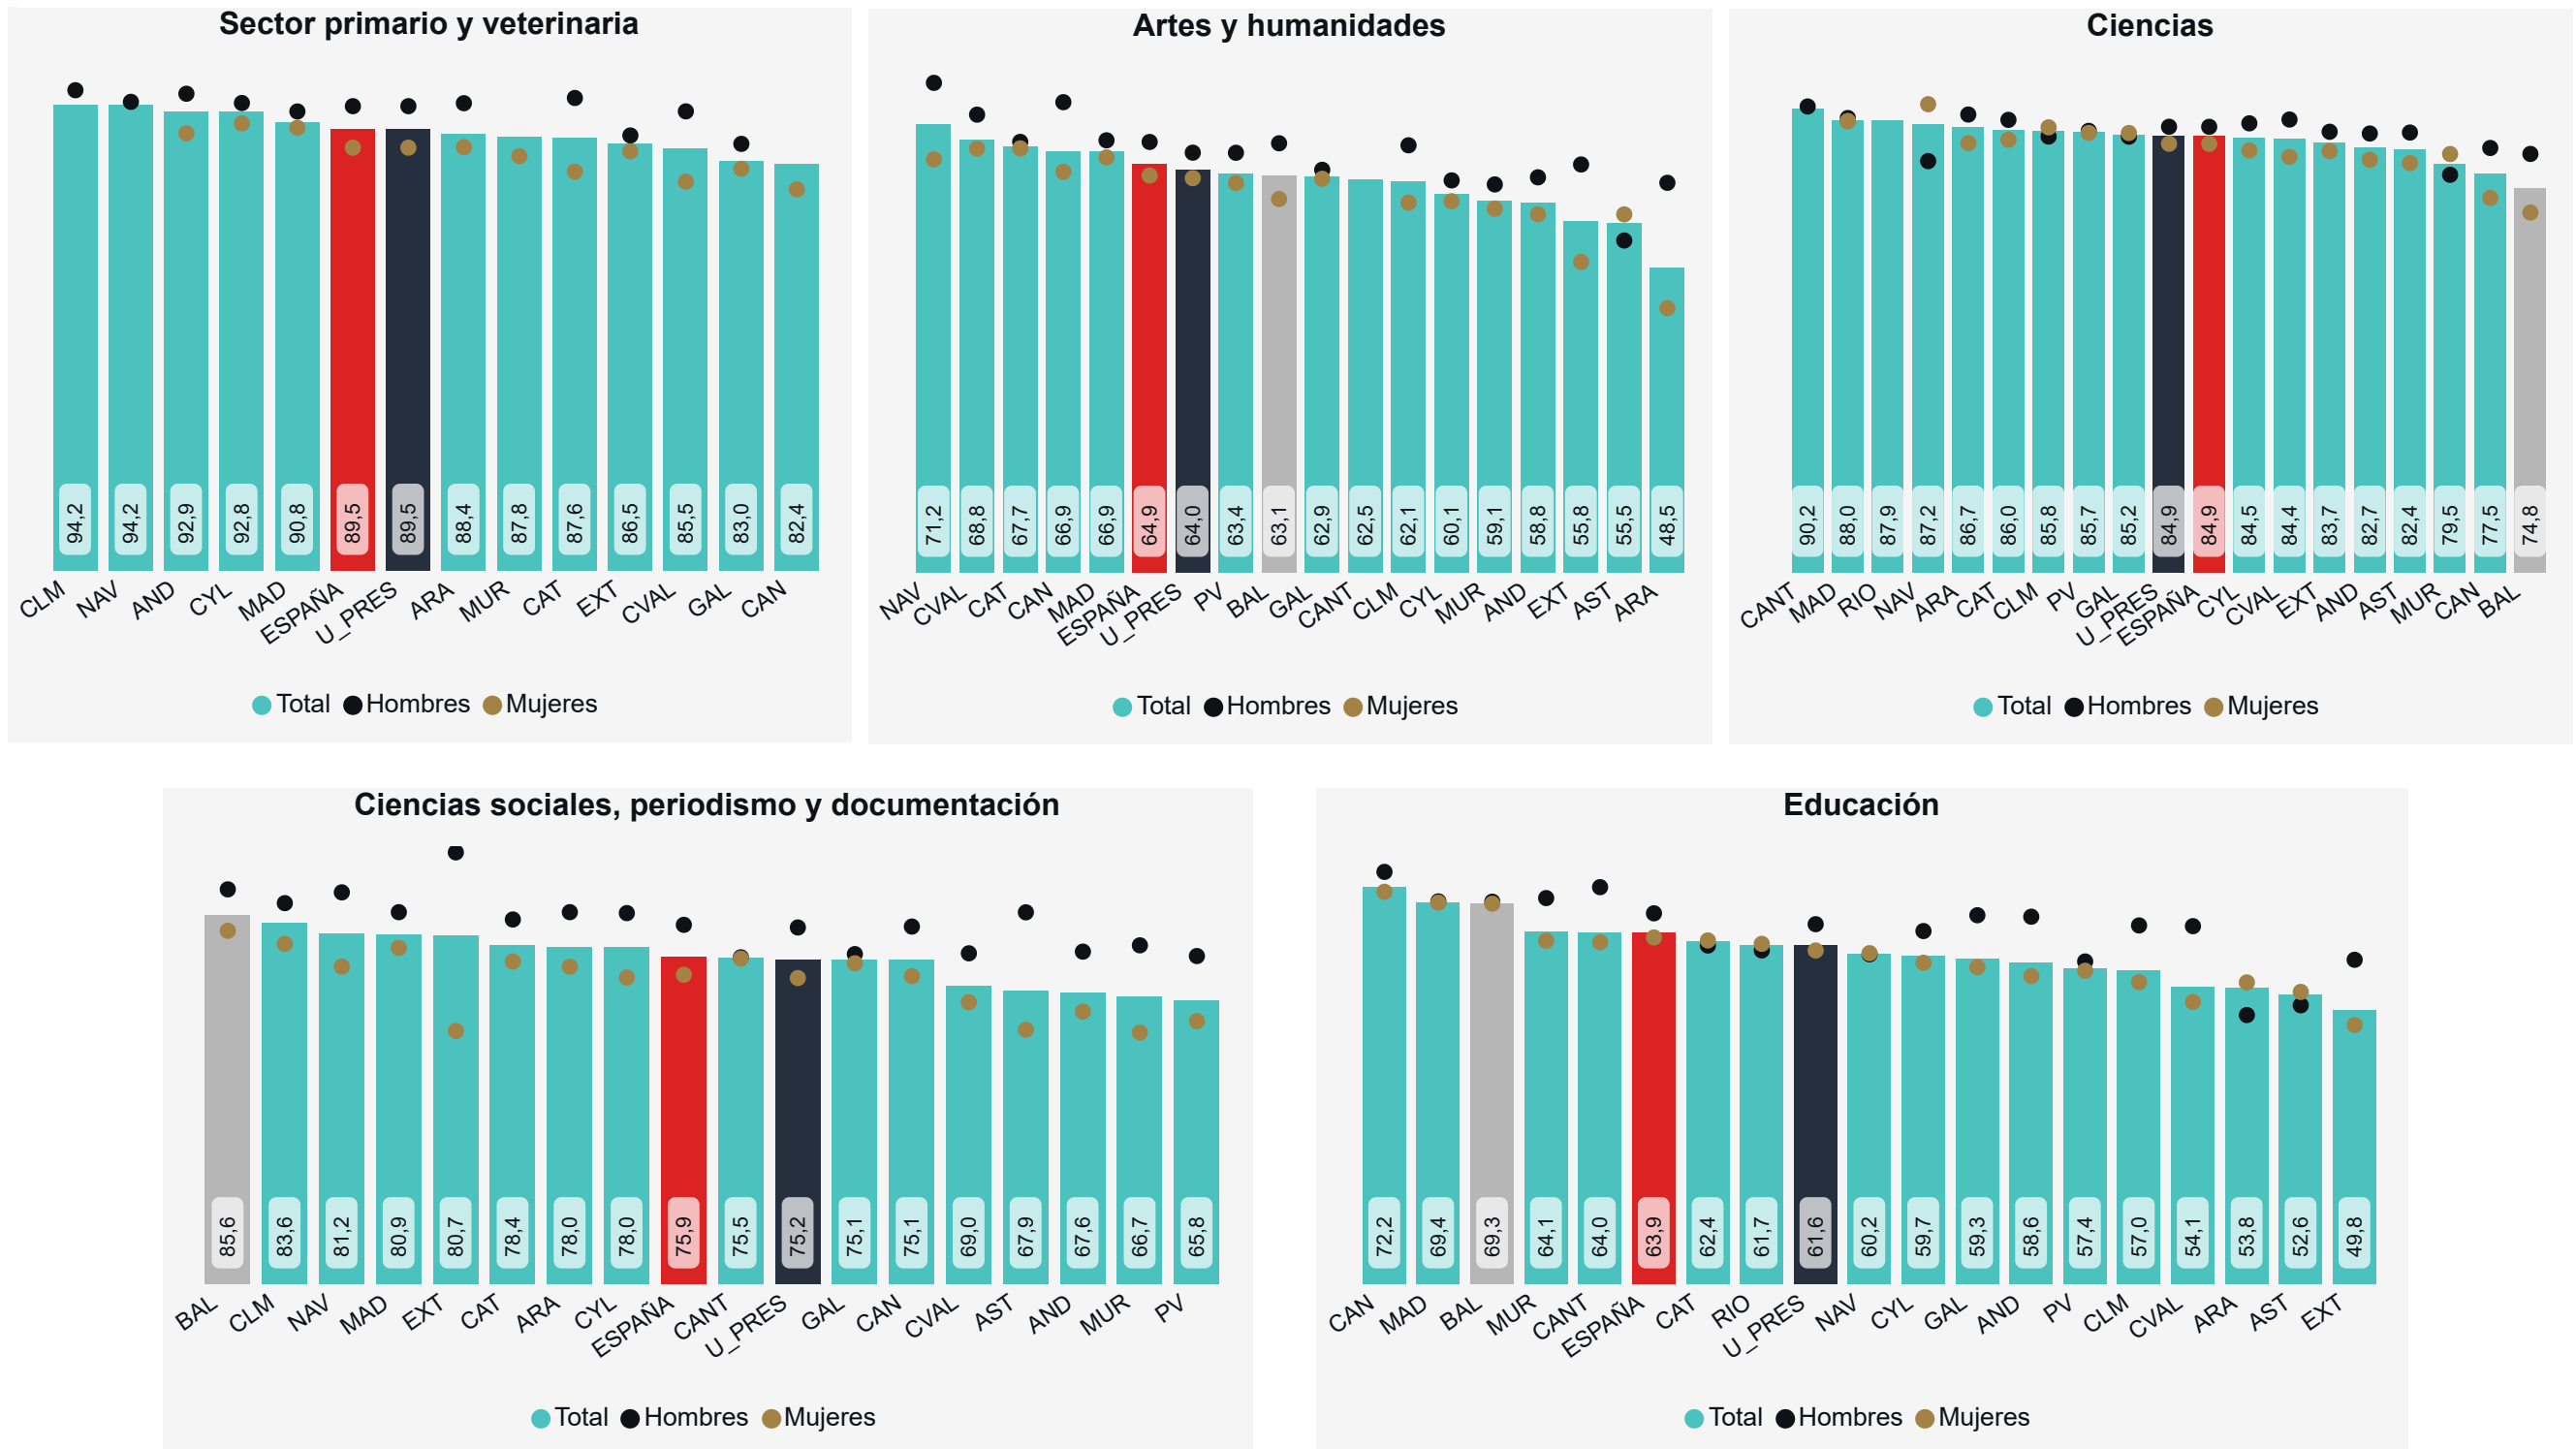 Sector primario y veterinaria
94,2 94,2 92,9 92,8 90,8 89,5 89,5 88,4 87,8 87,6 86,5 85,5 83,0 82,4
CLM NAV AND CYL MAD ESPAÑA U_PRES ARA MUR CAT EXT CVAL GAL CAN
Total Hombres Mujeres
Artes y humanidades
71,2 68,8 67,7 66,9 66,9 64,9 64,0 63,4 63,1 62,9 62,5 62,1 60,1 59,1 58,8 55,8 55,5 48,5
NAV CVAL CAT CAN MAD ESPAÑA U_PRES PV BAL GAL CANT CLM CYL MUR AND EXT AST ARA
Total Hombres Mujeres
Ciencias
90,2 88,0 87,9 87,2 86,7 86,0 85,8 85,7 85,2 84,9 84,9 84,5 84,4 83,7 82,7 82,4 79,5 77,5 74,8
CANT MAD RIO NAV ARA CAT CLM PV GAL U_PRES ESPAÑA CYL CVAL EXT AND AST MUR CAN BAL
Total Hombres Mujeres
Ciencias sociales, periodismo y documentación
85,6 83,6 81,2 80,9 80,7 78,4 78,0 78,0 75,9 75,5 75,2 75,1 75,1 69,0 67,9 67,6 66,7 65,8
BAL CLM NAV MAD EXT CAT ARA CYL ESPAÑA CANT U_PRES GAL CAN CVAL AST AND MUR PV
Total Hombres Mujeres
Educación
72,2 69,4 69,3 64,1 64,0 63,9 62,4 61,7 61,6 60,2 59,7 59,3 58,6 57,4 57,0 54,1 53,8 52,6 49,8
CAN MAD BAL MUR CANT ESPAÑA CAT RIO U_PRES NAV CYL GAL AND PV CLM CVAL ARA AST EXT
Total Hombres Mujeres